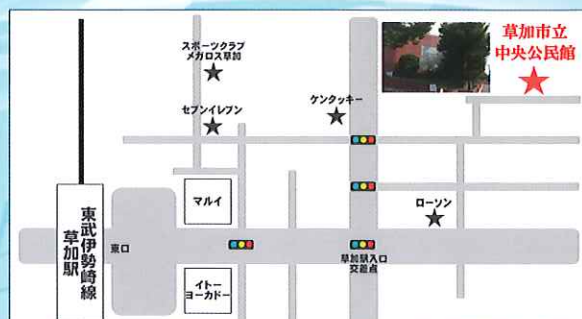 草加市立
中央公民館
スポーツクラブ
メガロス草加
ケンタッキー
セブンイレブン
マルイ
ローソン
東武伊勢崎線
草加駅
東口
草加駅入口
交差点
イトー
ヨーカドー